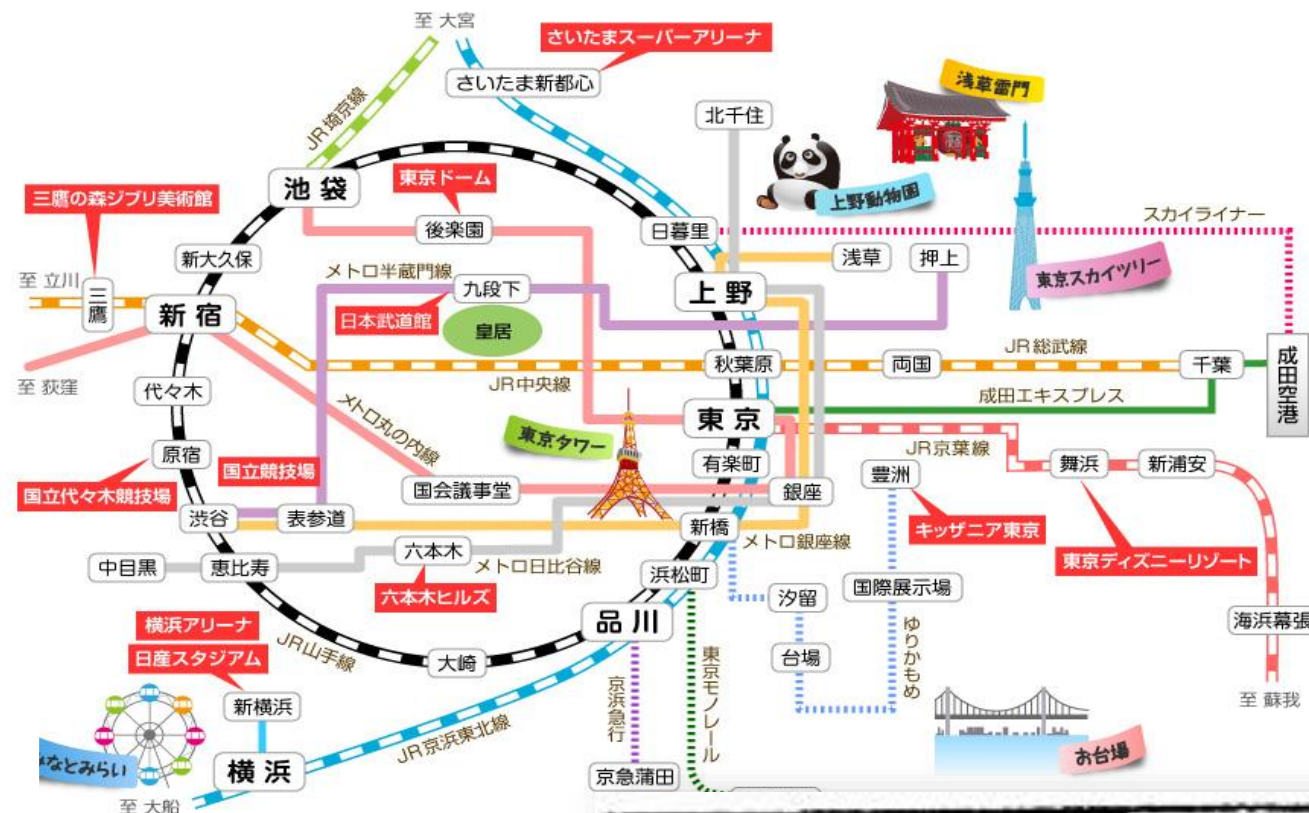 至 大宮
さいたまスーパーアリーナ
さいたま新都心
JR埼京線
北千住
浅草雷門
上野動物園
池袋
東京ドーム
三鷹の森ジブリ美術館
後楽園
日暮里
スカイライナー
新大久保
メトロ半蔵門線
浅草
押上
東京スカイツリー
至 立川
三鷹
新宿
九段下
上野
日本武道館
皇居
秋葉原
両国
JR総武線
千葉
成田空港
至 荻窪
JR中央線
代々木
成田エキスプレス
メトロ丸の内線
東京タワー
東京
JR京葉線
原宿
国立競技場
有楽町
豊洲
舞浜
新浦安
国立代々木競技場
国会議事堂
銀座
渋谷
表参道
新橋
メトロ銀座線
キッザニア東京
東京ディズニーリゾート
中目黒
恵比寿
六本木
メトロ日比谷線
浜松町
六本木ヒルズ
汐留
国際展示場
横浜アリーナ
品川
海浜幕張
日産スタジアム
JR山手線
大崎
台場
ゆりかもめ
新横浜
京浜急行
東京モノレール
至 蘇我
JR京浜東北線
お台場
なとみらい
横浜
京急蒲田
至 大船